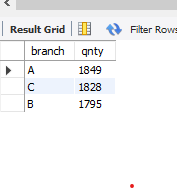 Result Grid Filter Rows
branch qnty
A 1849
C 1828
B 1795